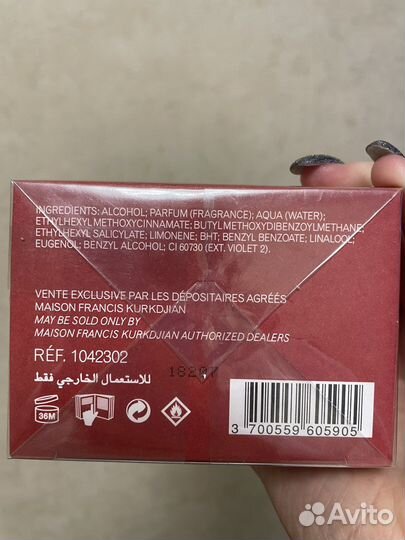 INGREDIENTS: ALCOHOL; PARFUM (FRAGRANCE); AQUA (WATER);
ETHYLHEXYL METHOXYCINNAMATE; BUTYL METHOXYDIBENZOYLMETHANE;
ETHYLHEXYL SALICYLATE; LIMONENE; BHT; BENZYL BENZOATE; LINALOOL;
EUGENOL; BENZYL ALCOHOL; CI 60730 (EXT. VIOLET 2).
VENTE EXCLUSIVE PAR LES DÉPOSITAIRES AGRÉÉS
MAISON FRANCIS KURKDJIAN
MAY BE SOLD ONLY BY
MAISON FRANCIS KURKDJIAN AUTHORIZED DEALERS
RÉF. 1042302
للاستعمال الخارجي فقط
36M
3 700559 605905
Avito